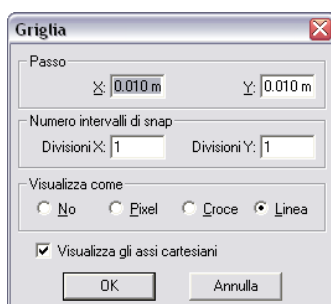 Griglia
Passo
X: 0.010 m Y: 0.010 m
Numero intervalli di snap
Divisioni X: 1 Divisioni Y: 1
Visualizza come
No Pixel Croce Linea
Visualizza gli assi cartesiani
OK Annulla